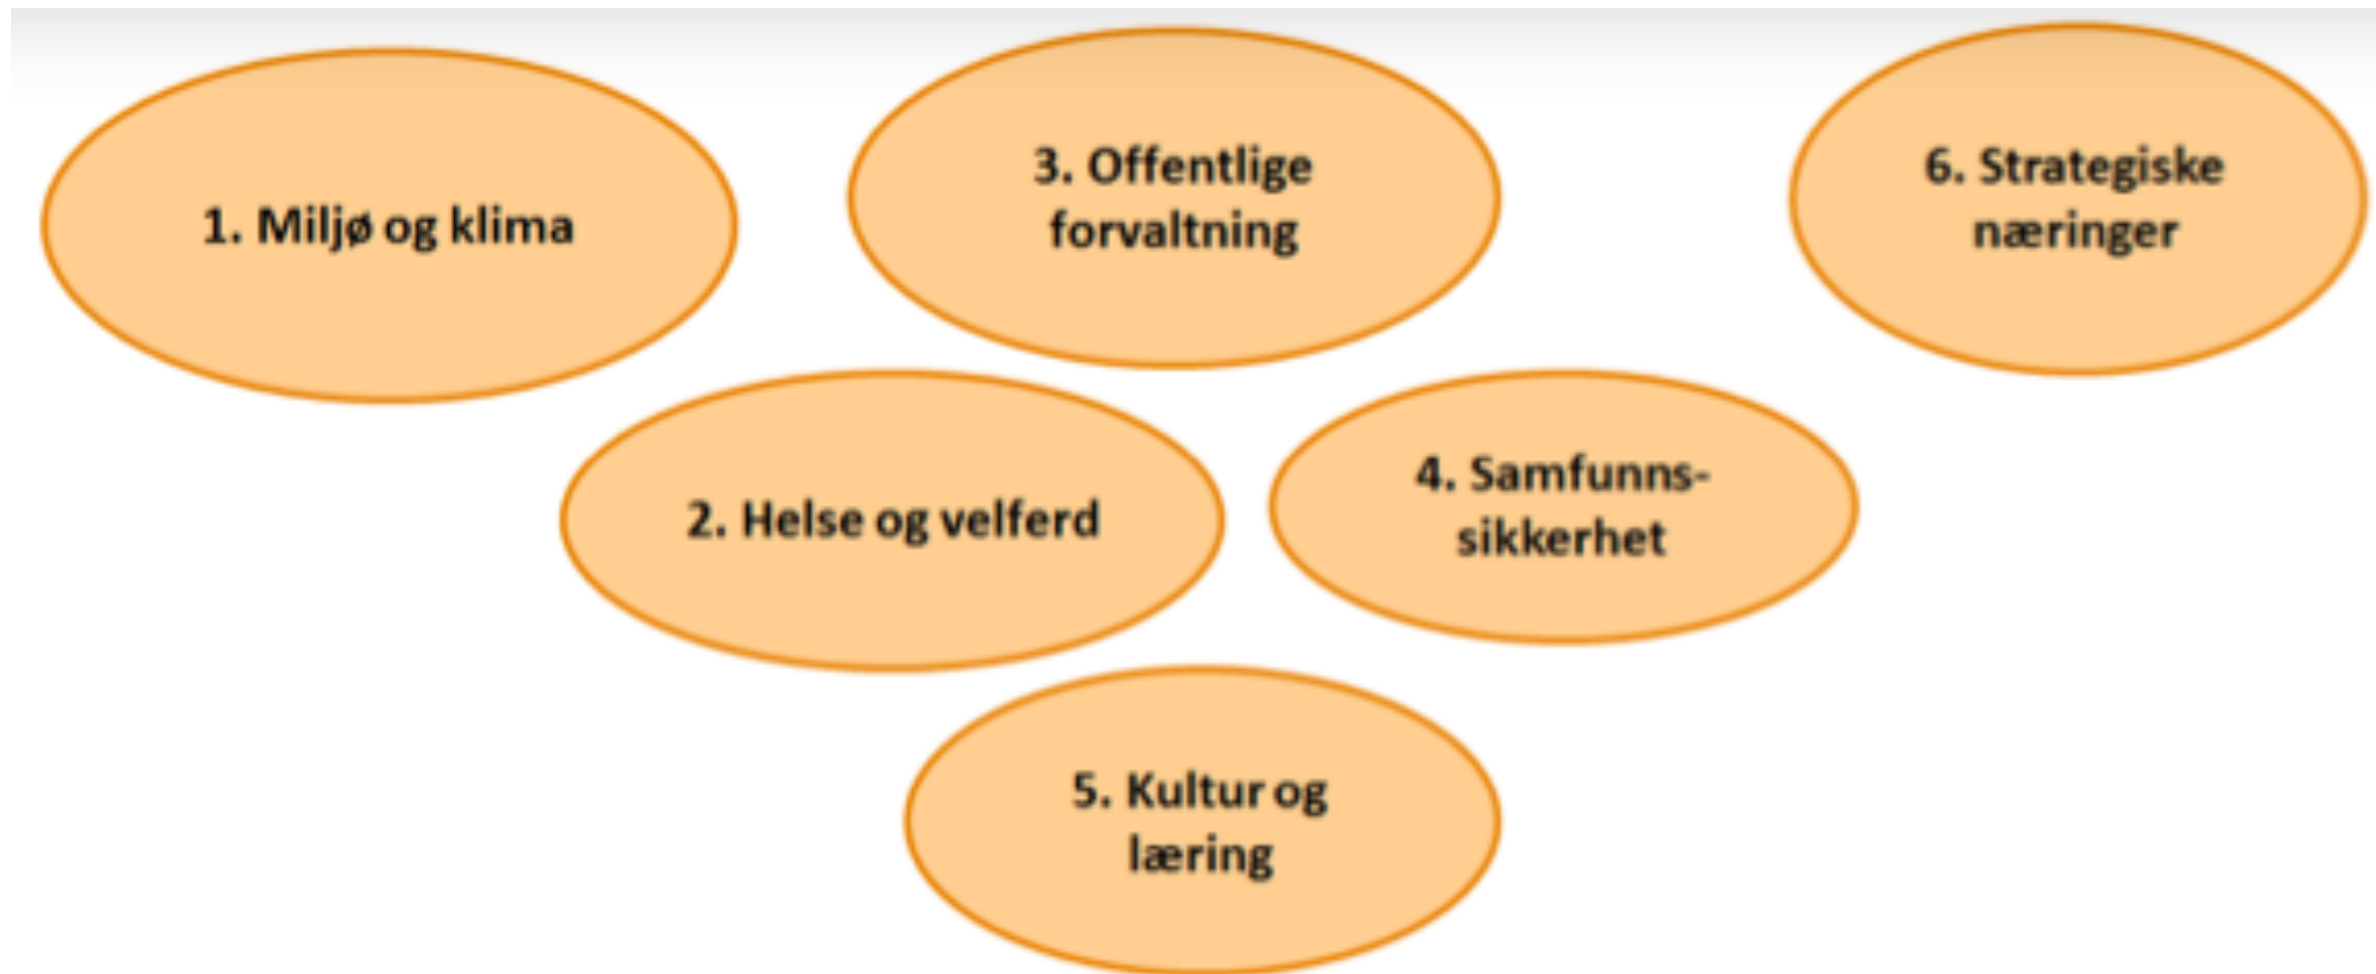 1. Miljø og klima
3. Offentlige
forvaltning
6. Strategiske
næringer
2. Helse og velferd
4. Samfunns-
sikkerhet
5. Kultur og
læring